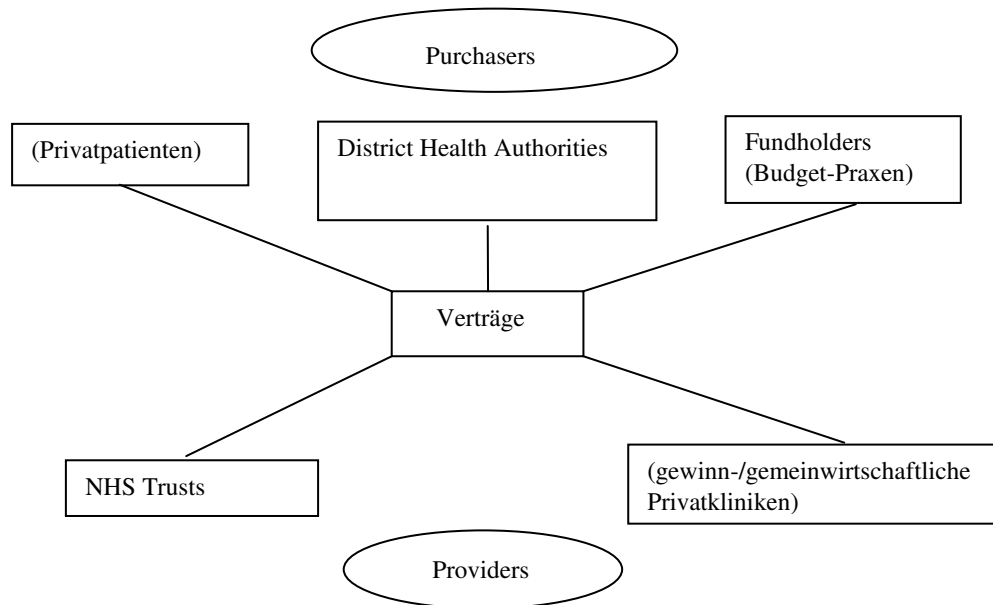 Purchasers
(Privatpatienten)
District Health Authorities
Fundholders
(Budget-Praxen)
Verträge
NHS Trusts
(gewinn-/gemeinwirtschaftliche
Privatkliniken)
Providers